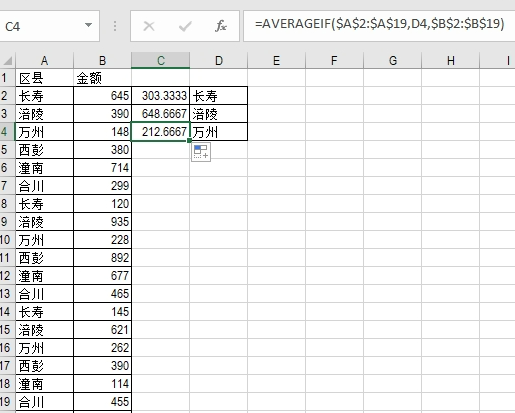 C4 fx =AVERAGEIF($A$2:$A$19,D4,$B$2:$B$19)
A B C D E F G H I
1 区县 金额
2 长寿 645 303.3333 长寿
3 涪陵 390 648.6667 涪陵
4 万州 148 212.6667 万州
5 西彭 380
6 潼南 714
7 合川 299
8 长寿 120
9 涪陵 935
10 万州 228
11 西彭 892
12 潼南 677
13 合川 465
14 长寿 145
15 涪陵 621
16 万州 262
17 西彭 390
18 潼南 114
19 合川 455